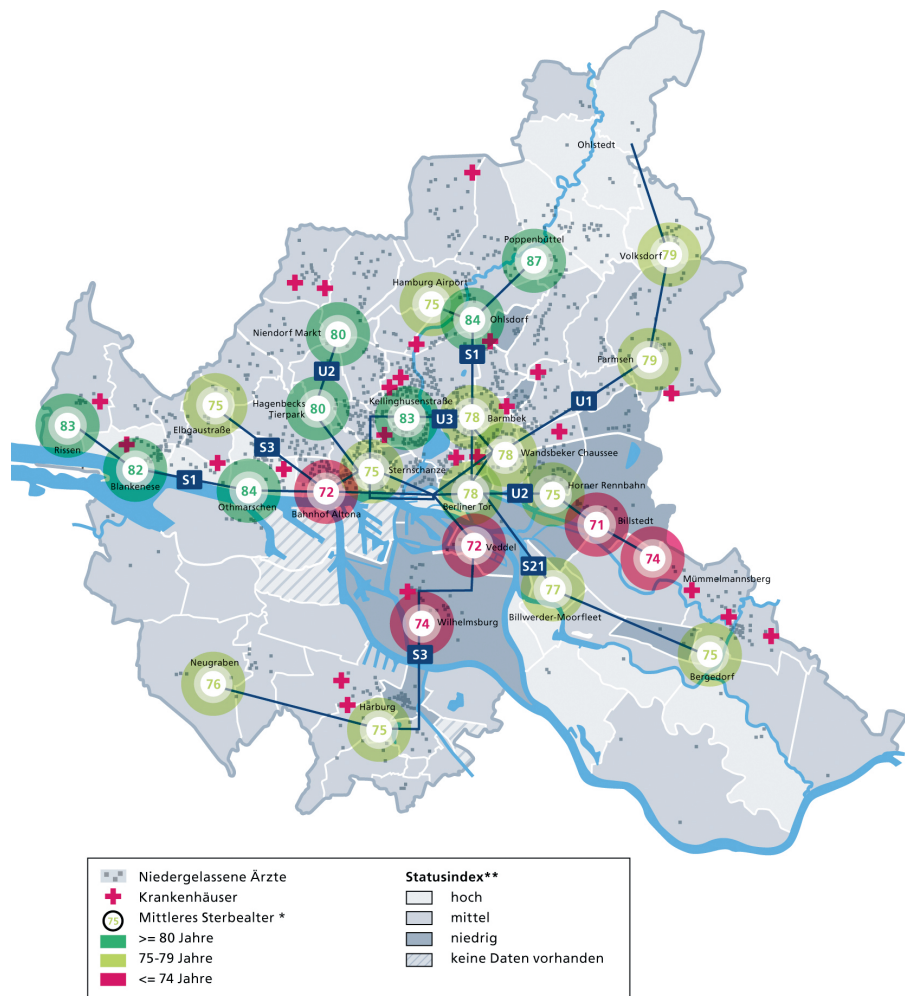 Ohlstedt
Poppenbüttel
87
Volksdorf
79
Hamburg Airport
75
84
Ohlsdorf
Niendorf Markt
80
S1
Farmsen
79
U2
Hagenbecks
Tierpark
80
Kellinghusenstraße
83
U3
78
Barmbek
U1
75
Elbgaustraße
83
Rissen
S3
Wandsbeker Chaussee
78
82
Blankenese
S1
84
Othmarschen
72
Bahnhof Altona
75
Sternschanze
78
Berliner Tor
U2
Horner Rennbahn
75
71
Billstedt
72
Veddel
74
Mümmelmannsberg
S21
77
Billwerder-Moorfleet
74
Wilhelmsburg
S3
75
Bergedorf
Neugraben
76
Harburg
75
Niedergelassene Ärzte
Krankenhäuser
75
Mittleres Sterbealter *
>= 80 Jahre
75-79 Jahre
<= 74 Jahre
Statusindex**
hoch
mittel
niedrig
keine Daten vorhanden